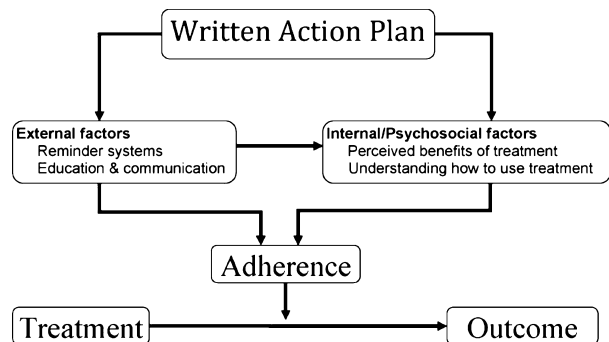 Written Action Plan
External factors
Reminder systems
Education & communication
Internal/Psychosocial factors
Perceived benefits of treatment
Understanding how to use treatment
Adherence
Treatment
Outcome